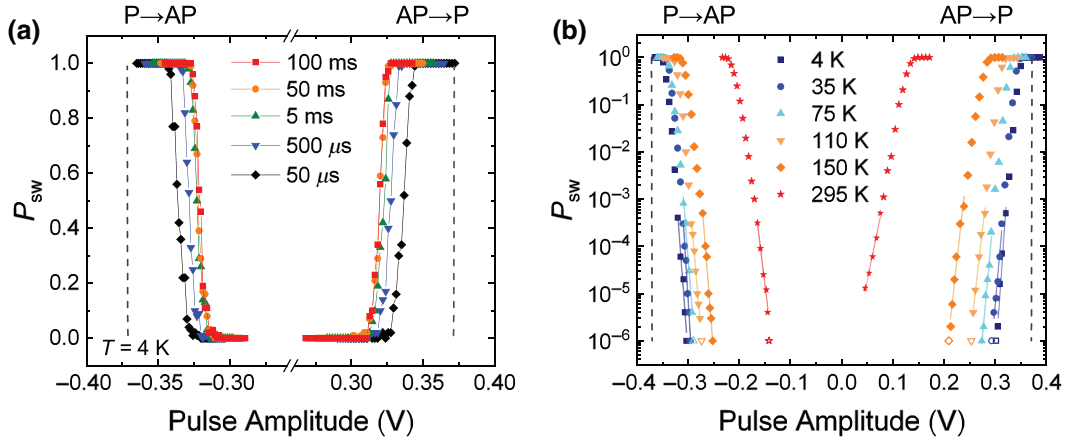 (a)
P→AP
AP→P
P_sw
1.0
0.8
0.6
0.4
0.2
0.0
100 ms
50 ms
5 ms
500 μs
50 μs
T = 4 K
−0.40 −0.35 −0.30 0.30 0.35 0.40
Pulse Amplitude (V)
(b)
P→AP
AP→P
P_sw
10⁰
10⁻¹
10⁻²
10⁻³
10⁻⁴
10⁻⁵
10⁻⁶
4 K
35 K
75 K
110 K
150 K
295 K
−0.4 −0.3 −0.2 −0.1 0.0 0.1 0.2 0.3 0.4
Pulse Amplitude (V)